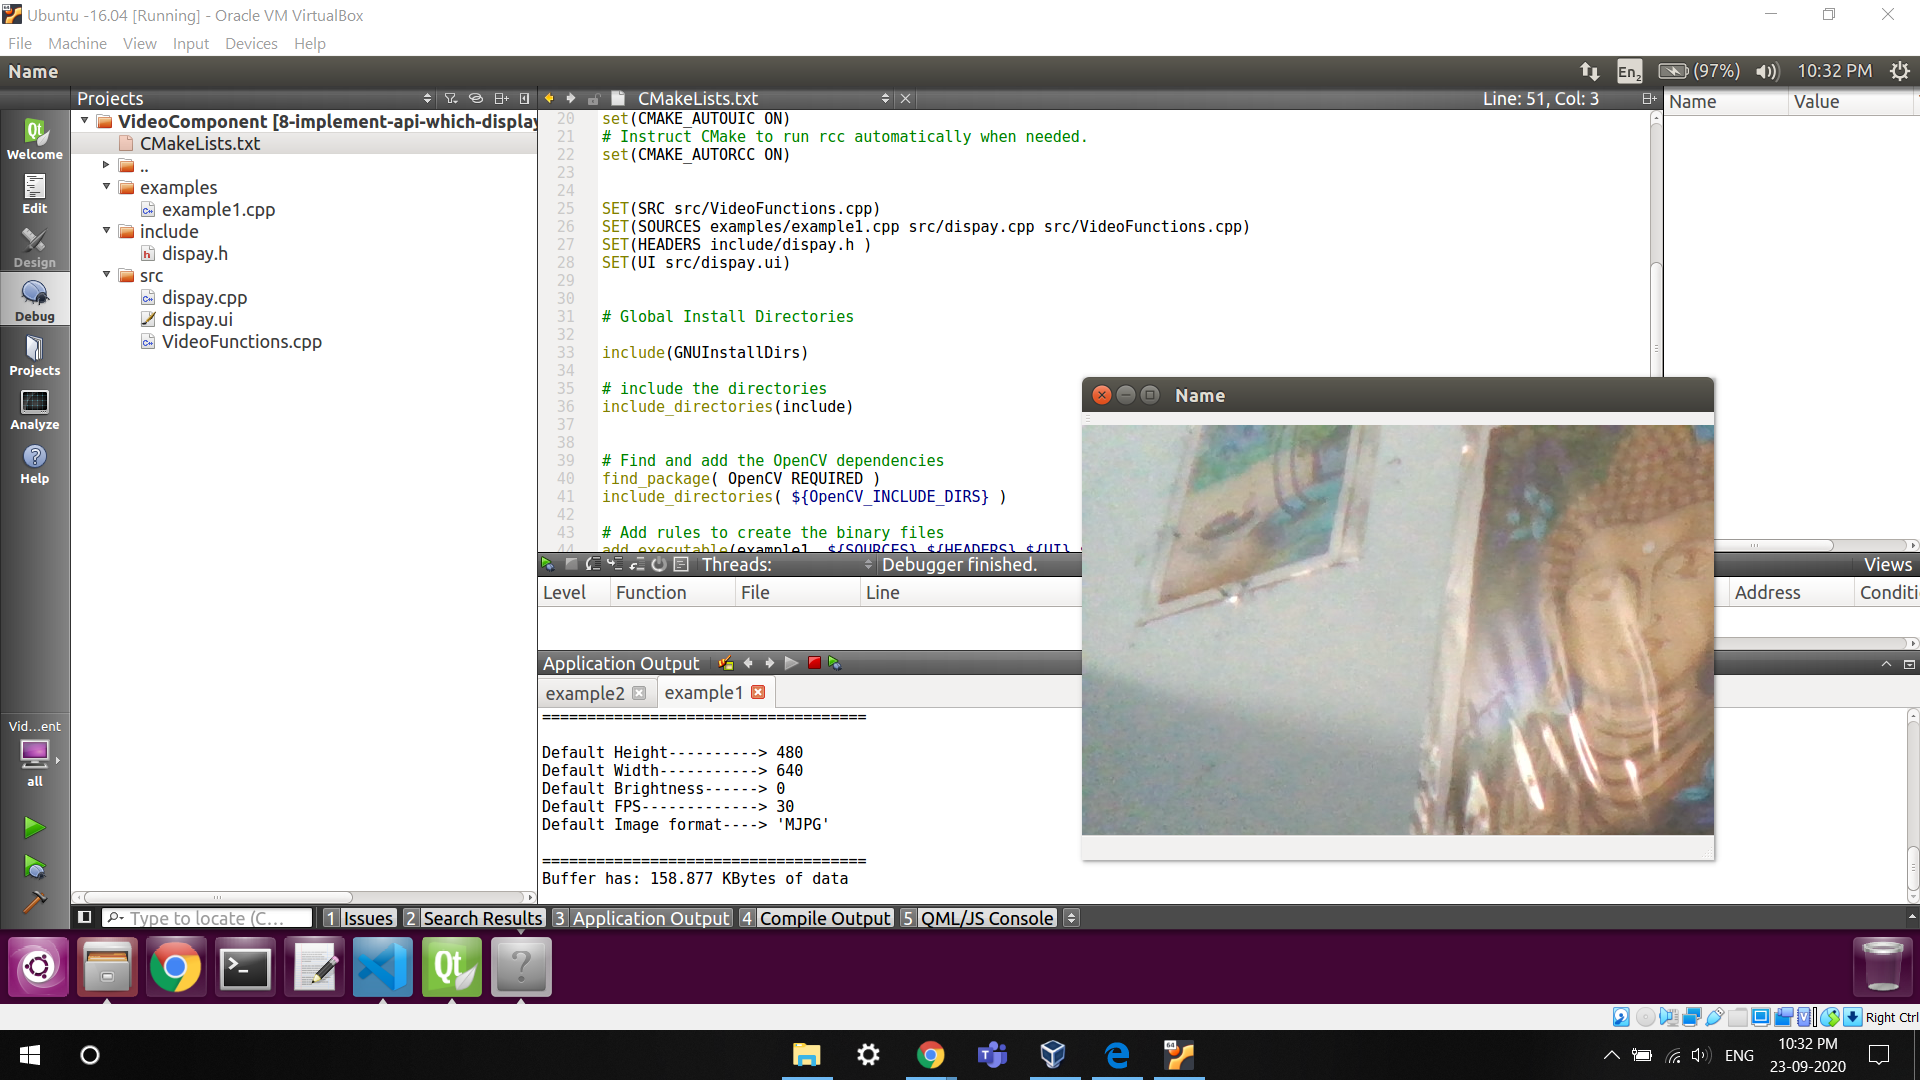 Ubuntu -16.04 [Running] - Oracle VM VirtualBox
File Machine View Input Devices Help
Name
En2 (97%) 10:32 PM
Projects
CMakeLists.txt
Line: 51, Col: 3
Name Value
VideoComponent [8-implement-api-which-display
CMakeLists.txt
..
examples
example1.cpp
include
dispay.h
src
dispay.cpp
dispay.ui
VideoFunctions.cpp
Welcome
Edit
Design
Debug
Projects
Analyze
Help
Vid...ent
all
20 set(CMAKE_AUTOUIC ON)
21 # Instruct CMake to run rcc automatically when needed.
22 set(CMAKE_AUTORCC ON)
23
24
25 SET(SRC src/VideoFunctions.cpp)
26 SET(SOURCES examples/example1.cpp src/dispay.cpp src/VideoFunctions.cpp)
27 SET(HEADERS include/dispay.h )
28 SET(UI src/dispay.ui)
29
30
31 # Global Install Directories
32
33 include(GNUInstallDirs)
34
35 # include the directories
36 include_directories(include)
37
38
39 # Find and add the OpenCV dependencies
40 find_package( OpenCV REQUIRED )
41 include_directories( ${OpenCV_INCLUDE_DIRS} )
42
43 # Add rules to create the binary files
44 add_executable(example1 ${SOURCES} ${HEADERS} ${UI}
Name
Threads: Debugger finished.
Views
Level Function File Line
Address Conditi
Application Output
example2 example1
====================================
Default Height----------> 480
Default Width-----------> 640
Default Brightness------> 0
Default FPS-------------> 30
Default Image format----> 'MJPG'
====================================
Buffer has: 158.877 KBytes of data
Type to locate (C...
1 Issues 2 Search Results 3 Application Output 4 Compile Output 5 QML/JS Console
Qt
Right Ctrl
ENG
10:32 PM
23-09-2020